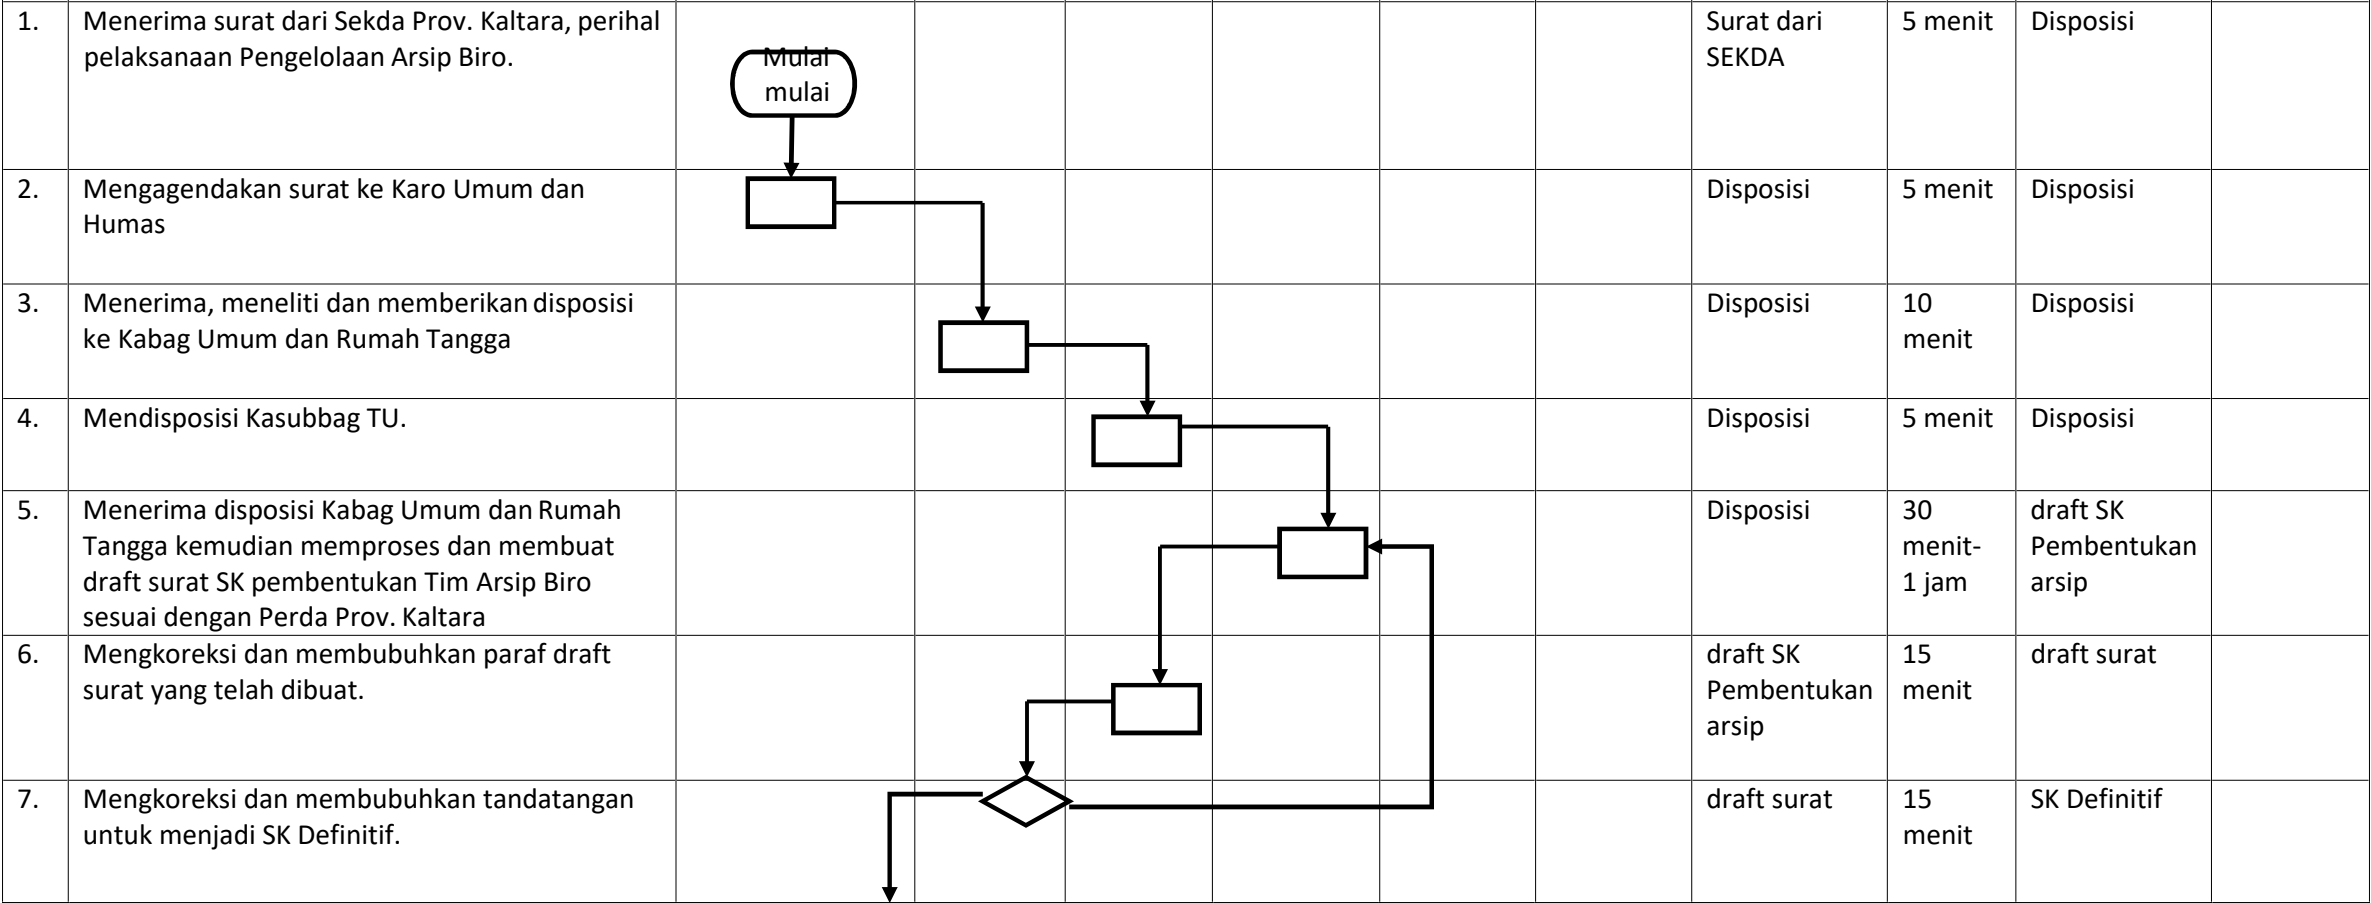 1. Menerima surat dari Sekda Prov. Kaltara, perihal
pelaksanaan Pengelolaan Arsip Biro.
Mulai
mulai
Surat dari
SEKDA
5 menit
Disposisi
2. Mengagendakan surat ke Karo Umum dan
Humas
Disposisi
5 menit
Disposisi
3. Menerima, meneliti dan memberikan disposisi
ke Kabag Umum dan Rumah Tangga
Disposisi
10
menit
Disposisi
4. Mendisposisi Kasubbag TU.
Disposisi
5 menit
Disposisi
5. Menerima disposisi Kabag Umum dan Rumah
Tangga kemudian memproses dan membuat
draft surat SK pembentukan Tim Arsip Biro
sesuai dengan Perda Prov. Kaltara
Disposisi
30
menit-
1 jam
draft SK
Pembentukan
arsip
6. Mengkoreksi dan membubuhkan paraf draft
surat yang telah dibuat.
draft SK
Pembentukan
arsip
15
menit
draft surat
7. Mengkoreksi dan membubuhkan tandatangan
untuk menjadi SK Definitif.
draft surat
15
menit
SK Definitif